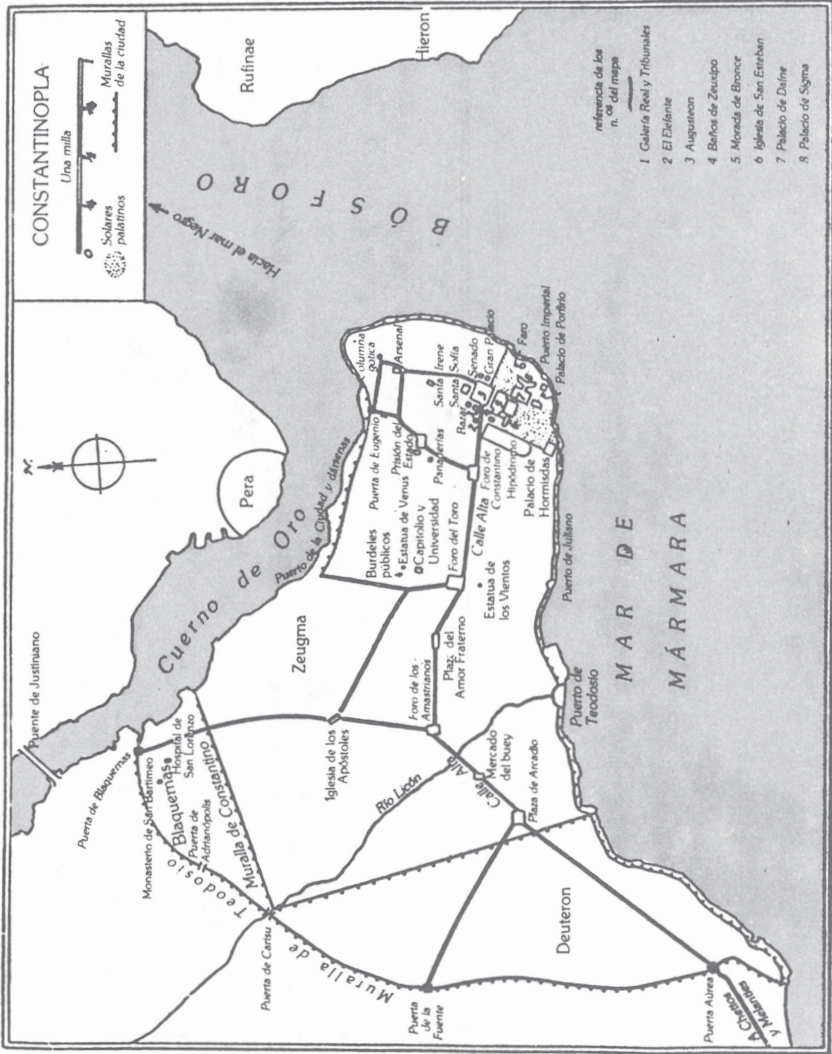 CONSTANTINOPLA
Una milla
0
1
Solares
palatinos
Murallas
de la ciudad
Rufinae
Hieron
Hacia el mar Negro
BÓSFORO
N.
Pera
Cuerno de Oro
Puente de Justiniano
Puerta de Blaquernas
Monasterio de San Bartimeo
Blaquernas
Hospital de
San Lorenzo
Puerta de
Adrianópolis
Muralla de Constantino
Muralla de Teodosio
Puerta de Carisu
Puerta
de la
Fuente
Puerta Aúrea
A Chettos
y Melantias
Deuteron
Río Licón
Iglesia de los
Apóstoles
Zeugma
Foro de los
Amastrianos
Calle Alta
Mercado
del buey
Plaza de Arcadio
Plaza del
Amor Fraterno
Puerto de
Teodosio
Puerto de la Ciudad y dársenas
Burdeles
públicos
Estatua de Venus
Capitolio y
Universidad
Foro del Toro
Calle Alta
Estatua de
los Vientos
Puerto de Juliano
Puerta de Eugenio
Prisión del
Estado
Panaderías
Foro de
Constantino
Hipódromo
Palacio de
Hormisdas
Columna
gótica
Arsenal
Santa Irene
Santa
Sofía
Senado
Gran Palacio
Faro
Puerto Imperial
Palacio de Porfirio
MAR DE
MÁRMARA
referencia de los
n.os del mapa
1 Galería Real y Tribunales
2 El Elefante
3 Augusteon
4 Baños de Zeuxipo
5 Morada de Bronce
6 Iglesia de San Esteban
7 Palacio de Dafne
8 Palacio de Sigma